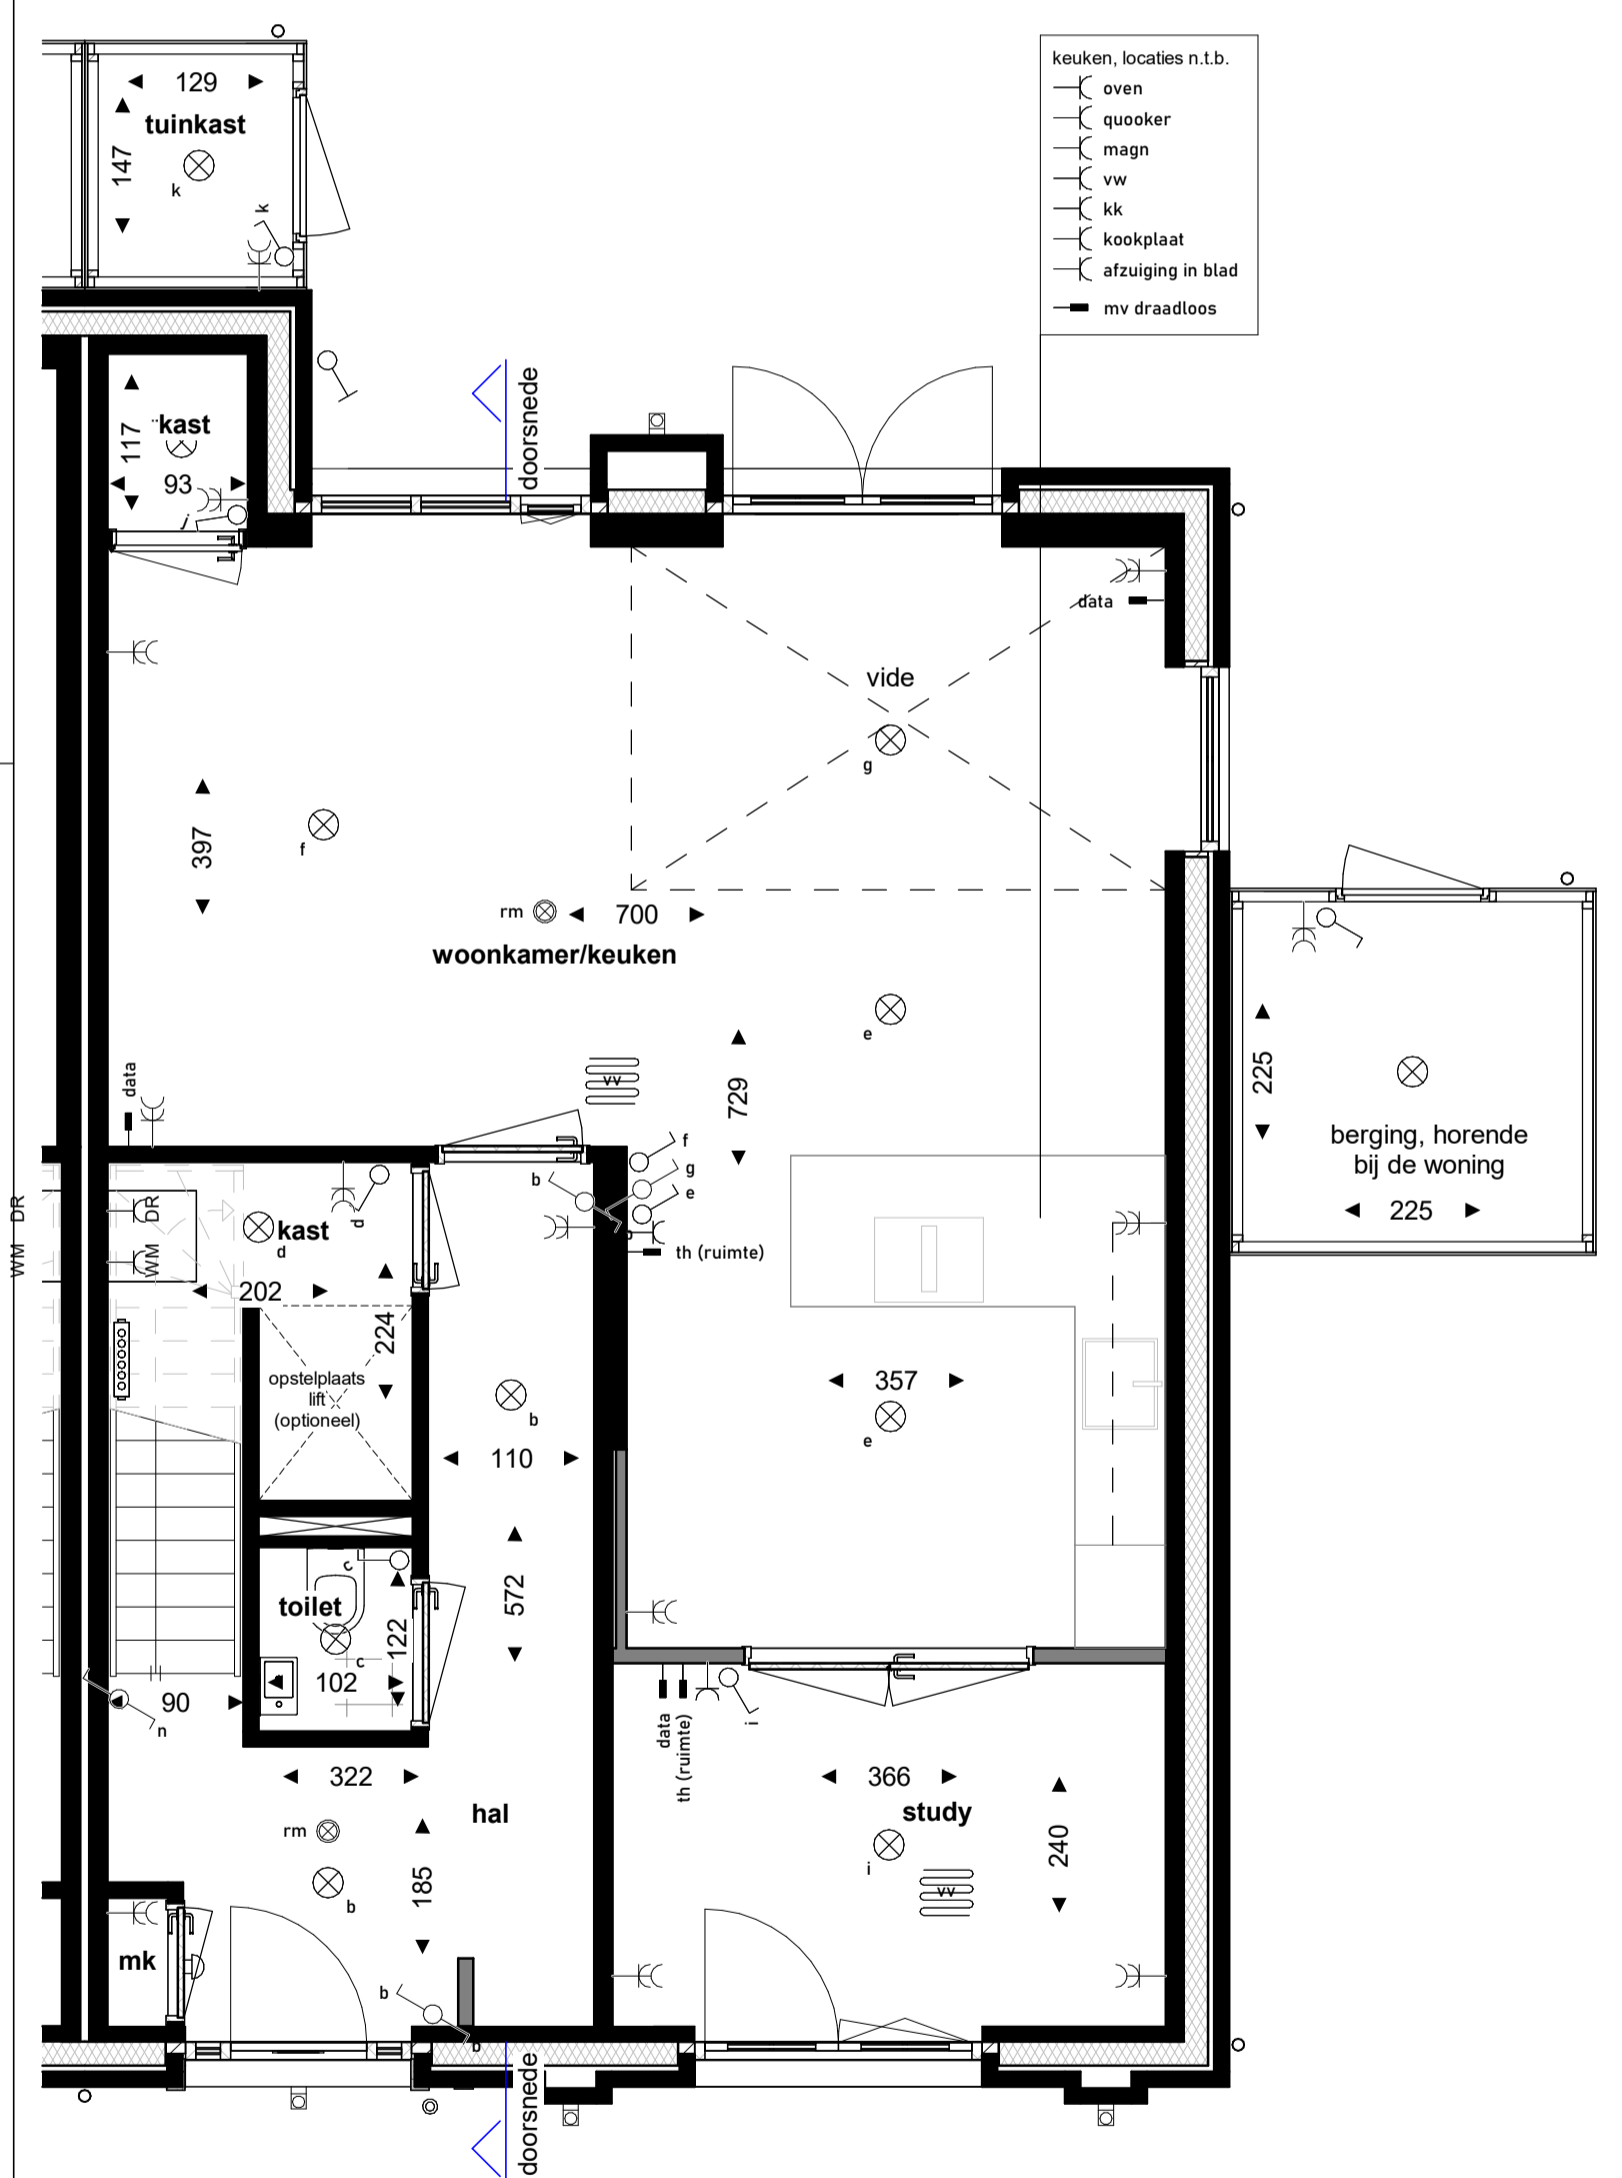 keuken, locaties n.t.b.
oven
quooker
magn
vw
kk
kookplaat
afzuiging in blad
mv draadloos
129
tuinkast
147
k
k
doorsnede
kast
117
93
j
data
vide
g
397
f
rm
700
woonkamer/keuken
e
729
vv
data
225
berging, horende
bij de woning
225
f
g
e
b
th (ruimte)
WM DR
WM DR
d
kast
d
202
224
opstelplaats
lift
(optioneel)
b
110
357
e
572
c
toilet
122
c
102
90
n
data
th (ruimte)
i
322
366
hal
study
rm
i
240
b
185
vv
mk
b
doorsnede